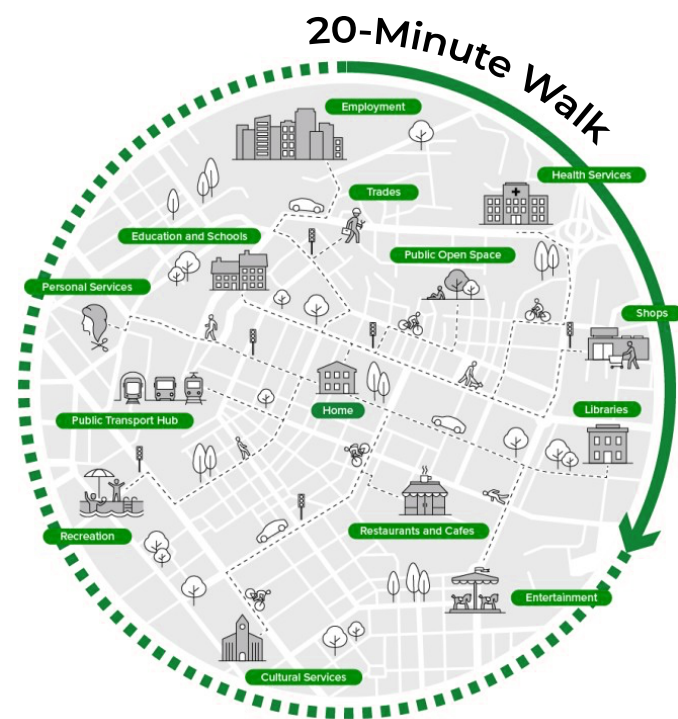 20-Minute Walk
Employment
Health Services
Trades
Education and Schools
Public Open Space
Personal Services
Shops
Home
Libraries
Public Transport Hub
Restaurants and Cafes
Recreation
Entertainment
Cultural Services